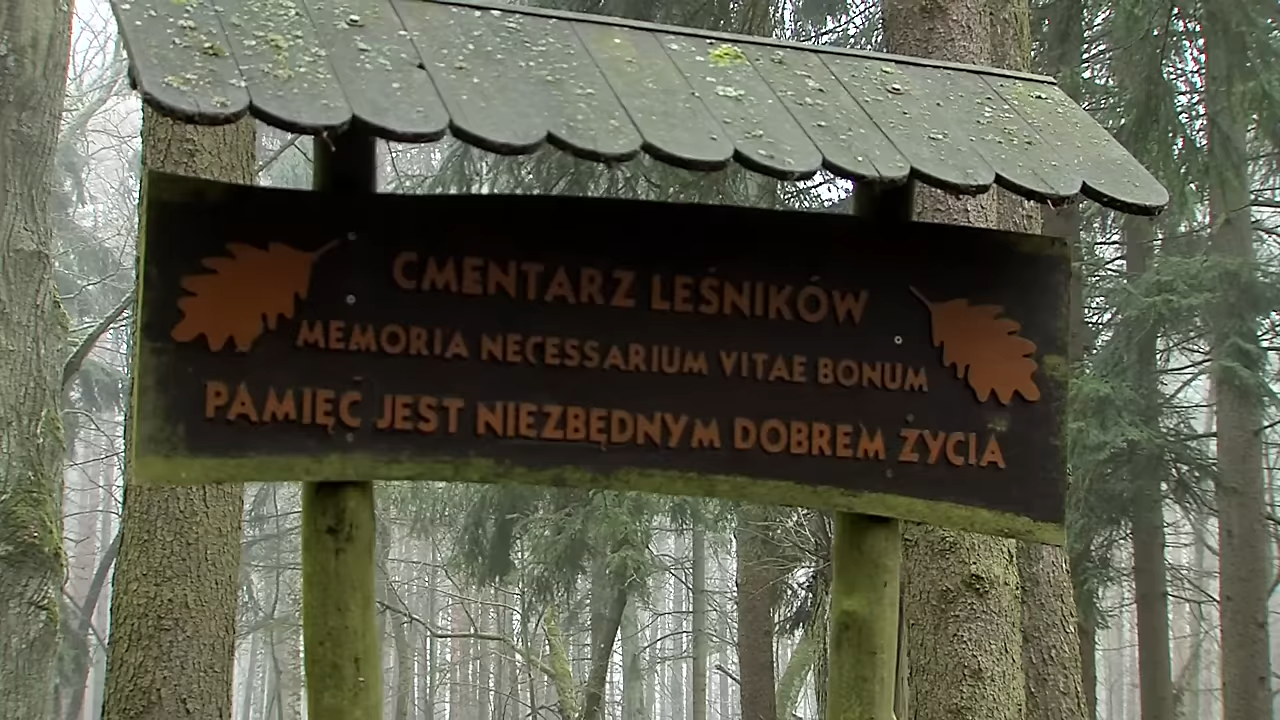 CMENTARZ LEŚNIKÓW
MEMORIA NECESSARIUM VITAE BONUM
PAMIĘĆ JEST NIEZBĘDNYM DOBREM ŻYCIA